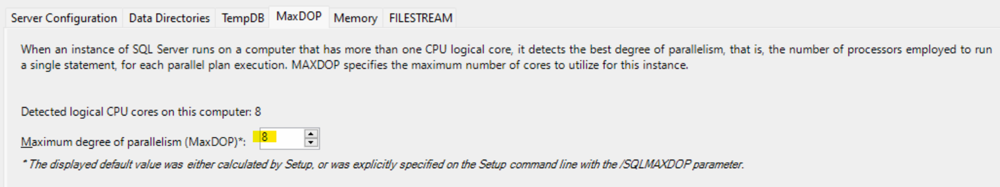 Server Configuration Data Directories TempDB MaxDOP Memory FILESTREAM
When an instance of SQL Server runs on a computer that has more than one CPU logical core, it detects the best degree of parallelism, that is, the number of processors employed to run
a single statement, for each parallel plan execution. MAXDOP specifies the maximum number of cores to utilize for this instance.
Detected logical CPU cores on this computer: 8
Maximum degree of parallelism (MaxDOP)*: 8
* The displayed default value was either calculated by Setup, or was explicitly specified on the Setup command line with the /SQLMAXDOP parameter.